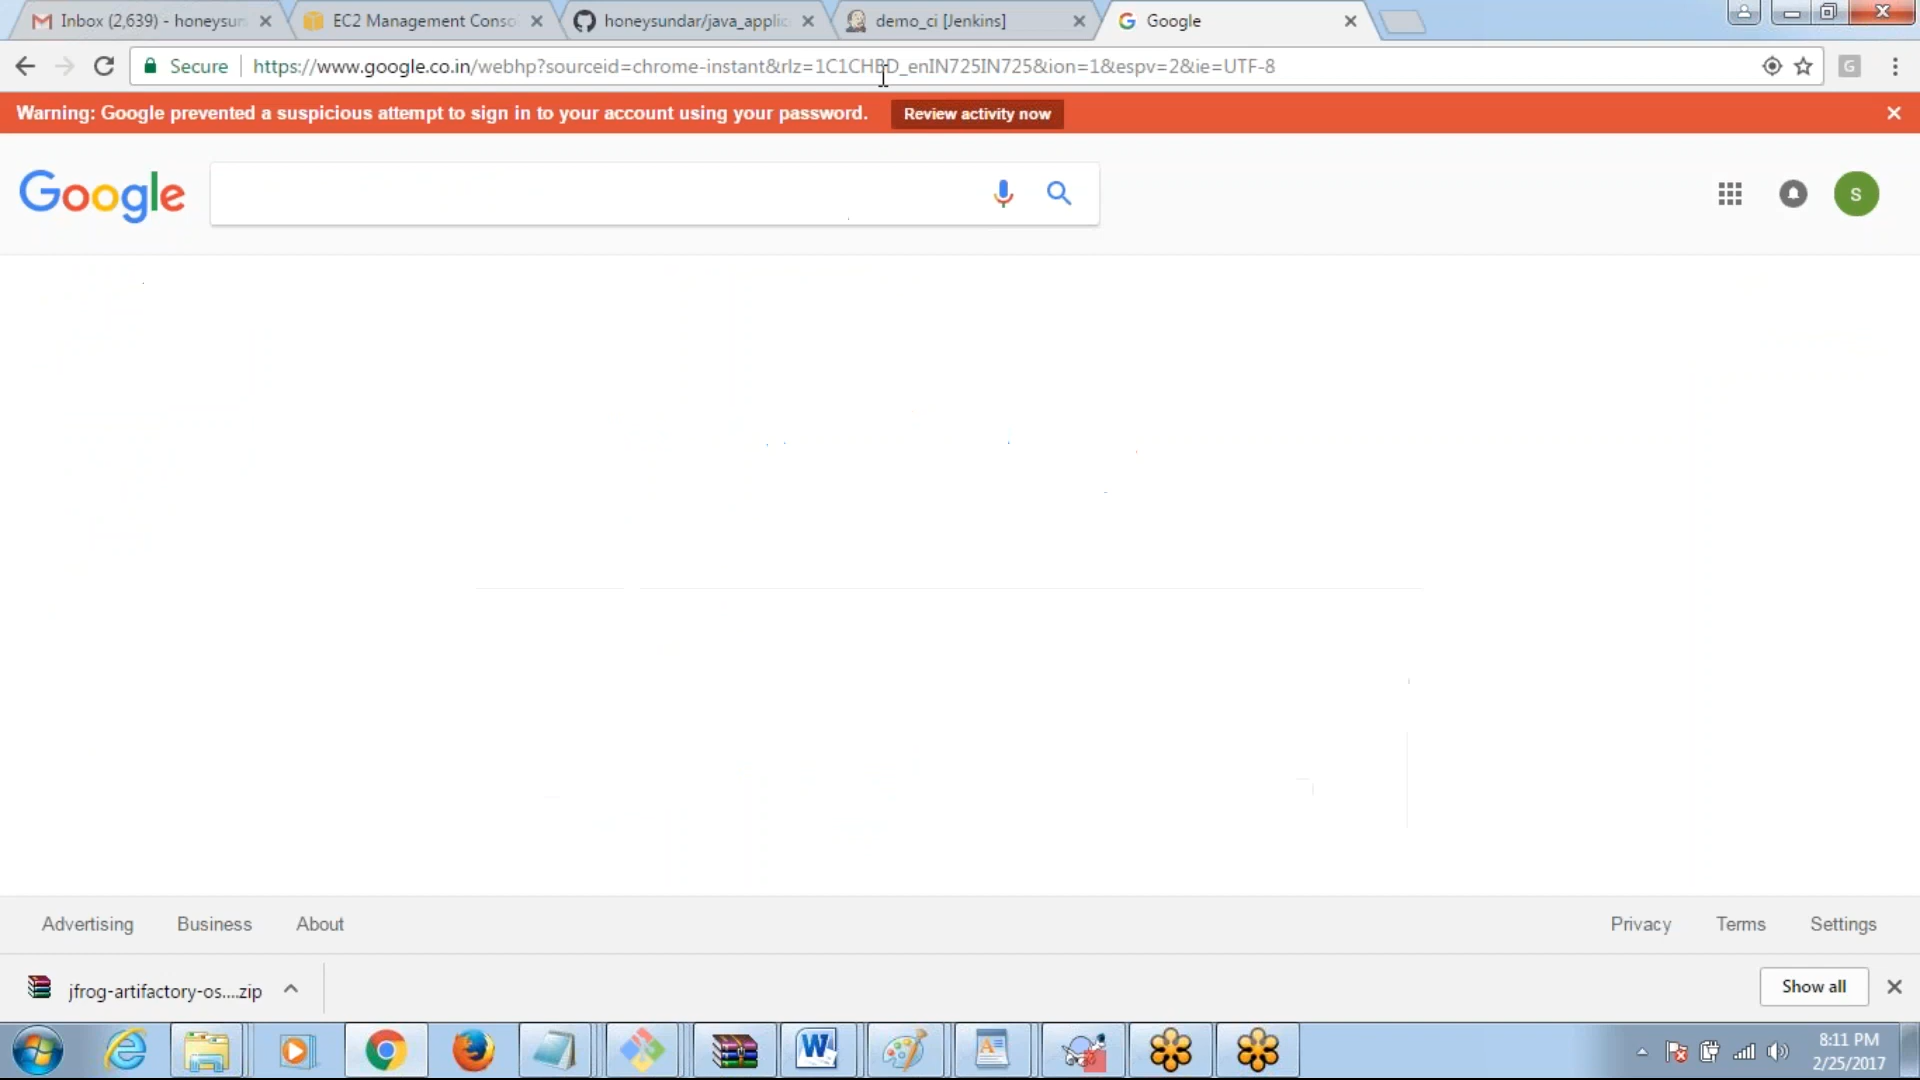 Inbox (2,639) - honeysun
EC2 Management Conso
honeysundar/java_applic
demo_ci [Jenkins]
Google
Secure
https://www.google.co.in/webhp?sourceid=chrome-instant&rlz=1C1CHBD_enIN725IN725&ion=1&espv=2&ie=UTF-8
G
Warning: Google prevented a suspicious attempt to sign in to your account using your password.
Review activity now
Google
S
Advertising
Business
About
Privacy
Terms
Settings
jfrog-artifactory-os....zip
Show all
8:11 PM
2/25/2017